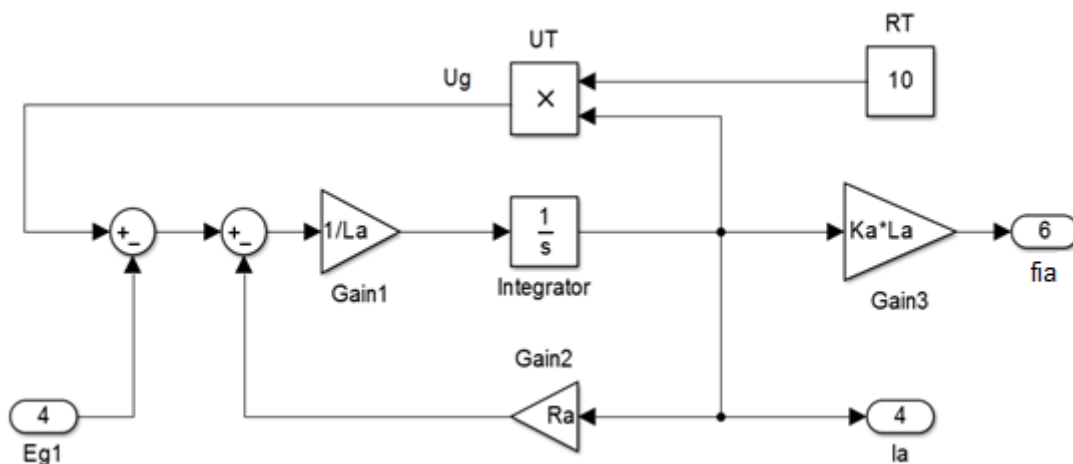 UT
RT
Ug
×
10
+
−
+
−
1/La
1
s
Ka*La
6
Gain1
Integrator
Gain3
fia
Gain2
4
Ra
4
Eg1
Ia